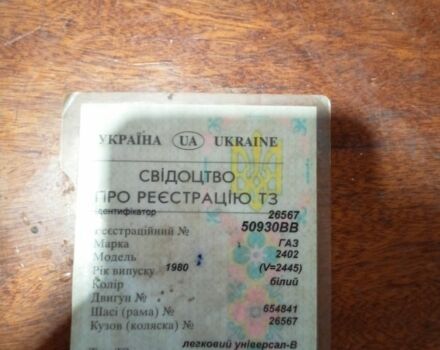 УКРАЇНА UA UKRAINE
СВІДОЦТВО
ПРО РЕЄСТРАЦІЮ ТЗ
Ідентифікатор 26567
Реєстраційний № 50930ВВ
Марка ГАЗ
Модель 2402
Рік випуску 1980 (V=2445)
Колір білий
Двигун №
Шасі (рама) № 654841
Кузов (коляска) № 26567
легковий універсал-В